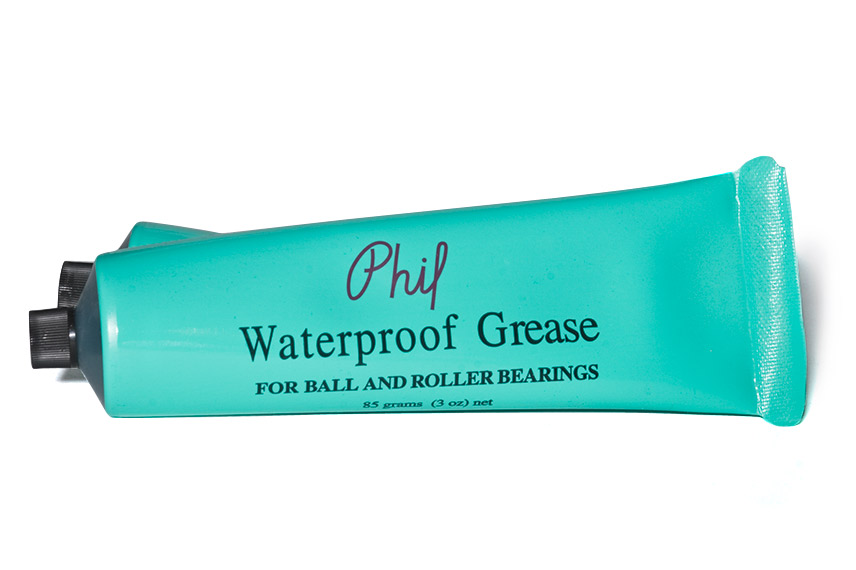 Phil
Waterproof Grease
FOR BALL AND ROLLER BEARINGS
85 grams (3 oz) net